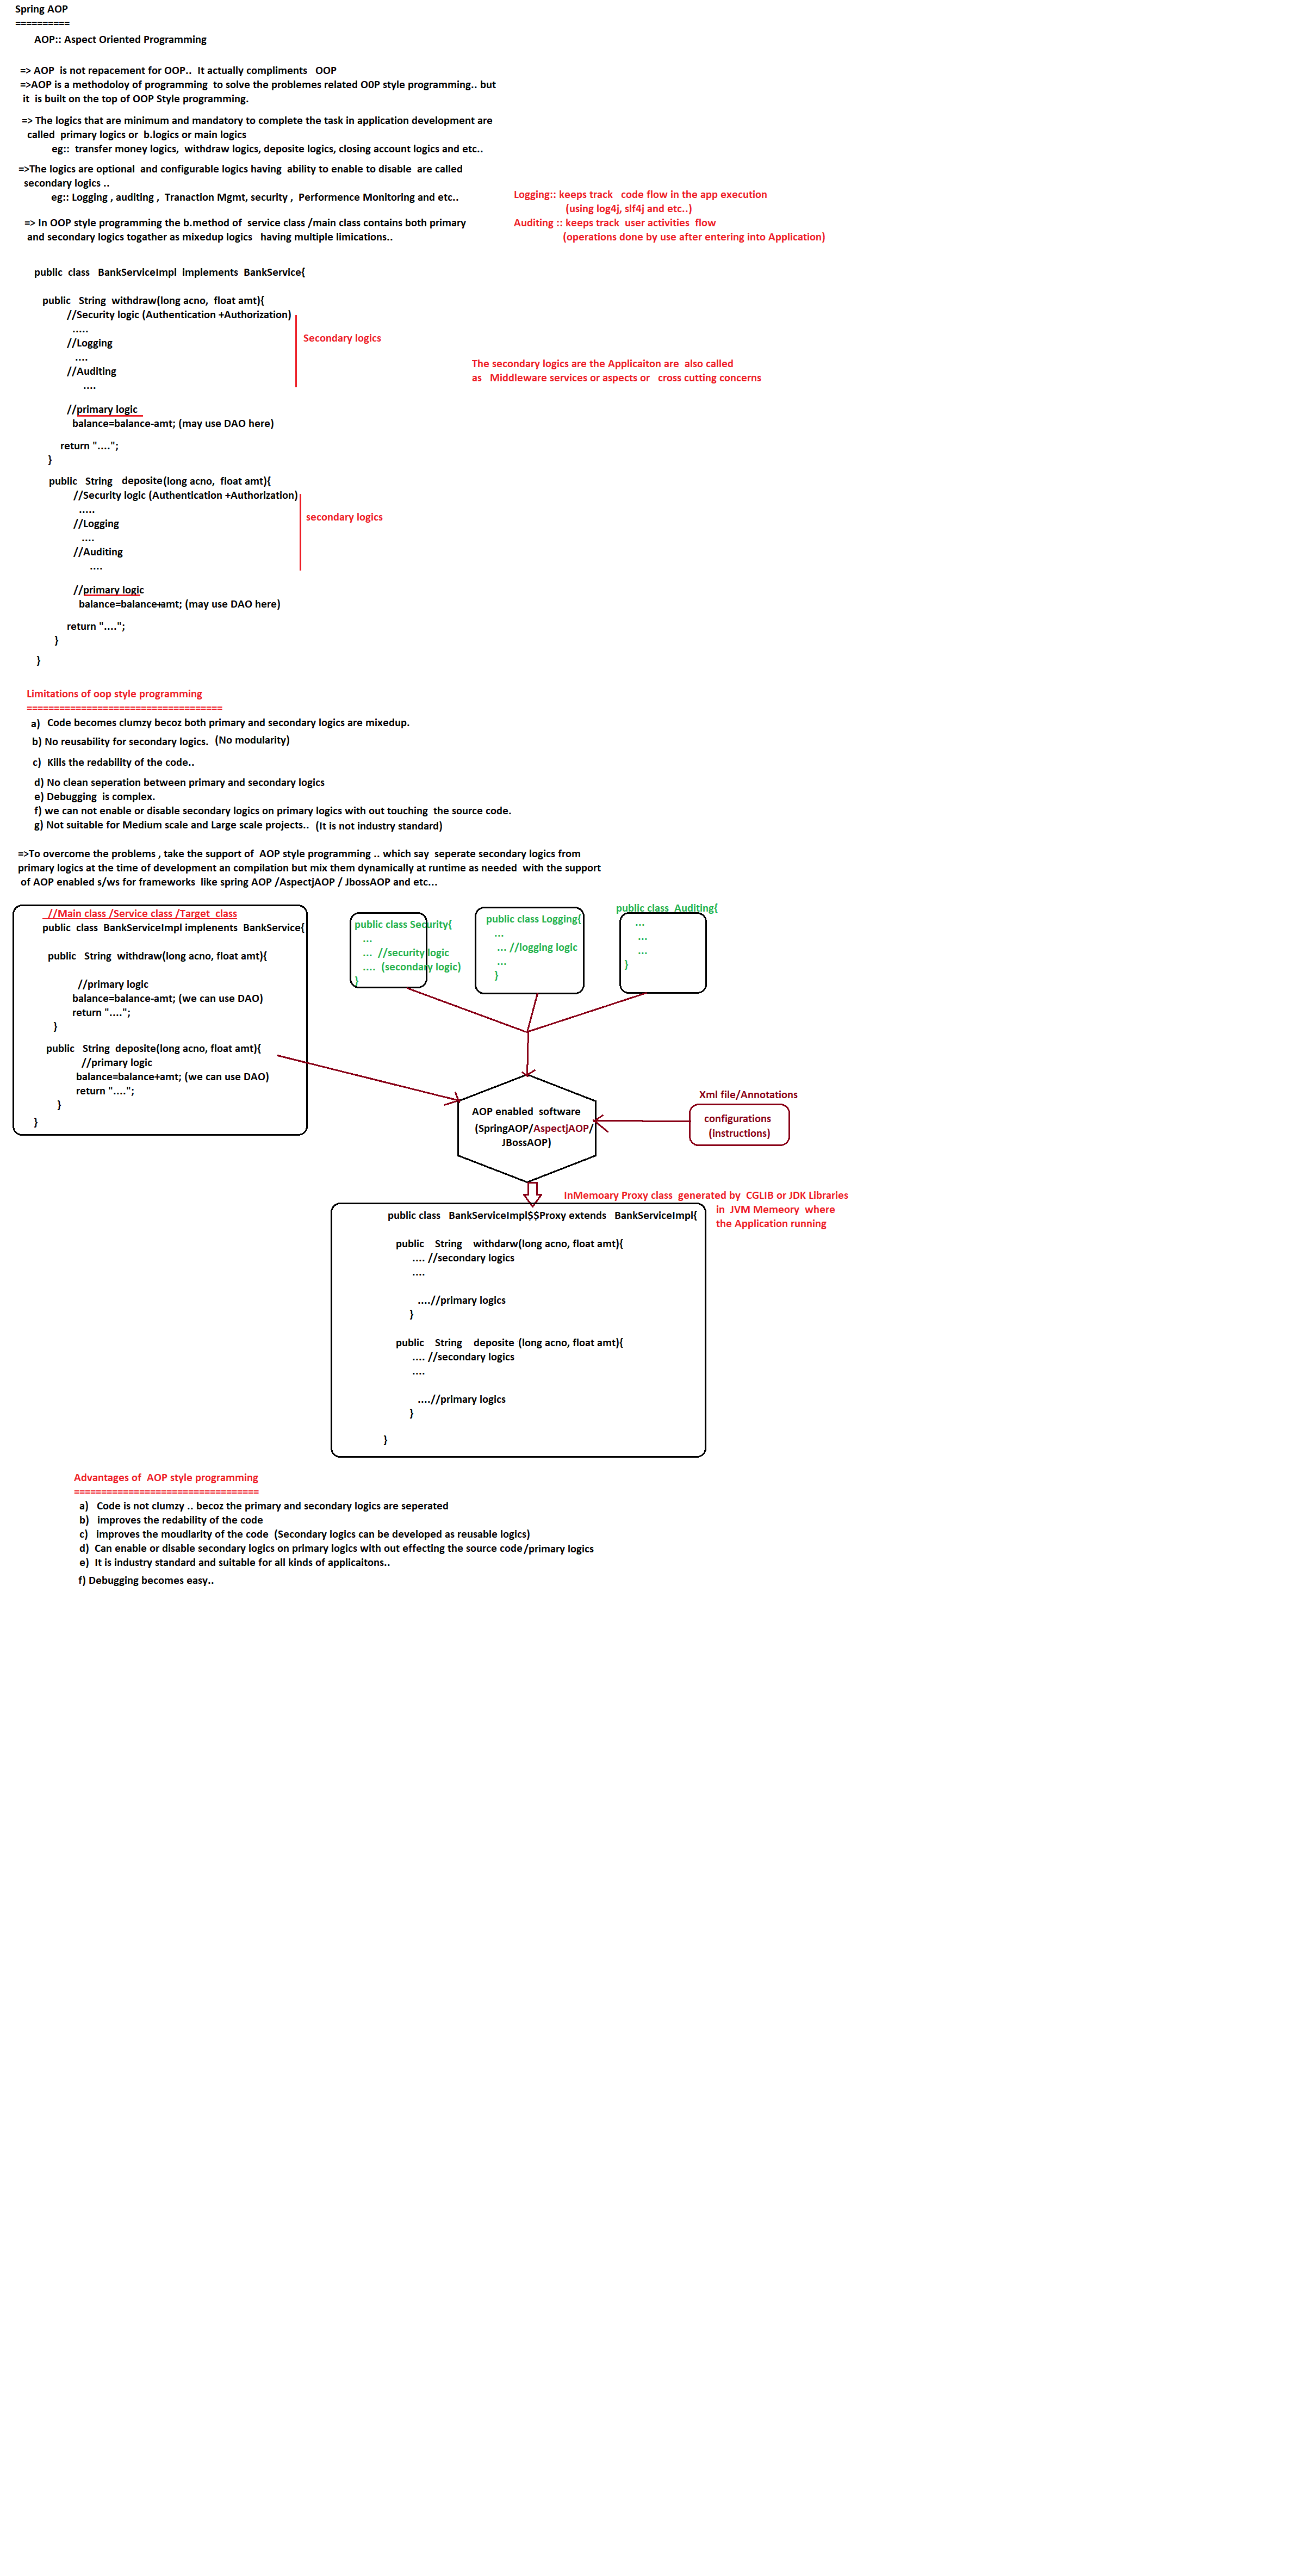 Spring AOP
==========
AOP:: Aspect Oriented Programming
=> AOP  is not repacement for OOP..  It actually compliments   OOP
=>AOP is a methodoloy of programming  to solve the problemes related O0P style programming.. but
it  is built on the top of OOP Style programming.
=> The logics that are minimum and mandatory to complete the task in application development are
called  primary logics or  b.logics or main logics
eg::  transfer money logics,  withdraw logics, deposite logics, closing account logics and etc..
=>The logics are optional  and configurable logics having  ability to enable to disable  are called
secondary logics ..
eg:: Logging , auditing ,  Tranaction Mgmt, security ,  Performence Monitoring and etc..
Logging:: keeps track   code flow in the app execution
(using log4j, slf4j and etc..)
Auditing :: keeps track  user activities  flow
(operations done by use after entering into Application)
=> In OOP style programming the b.method of  service class /main class contains both primary
and secondary logics togather as mixedup logics   having multiple limications..
public  class   BankServiceImpl  implements  BankService{
public   String  withdraw(long acno,  float amt){
//Security logic (Authentication +Authorization)
.....
//Logging
....
//Auditing
....
Secondary logics
The secondary logics are the Applicaiton are  also called
as   Middleware services or aspects or   cross cutting concerns
//primary logic
balance=balance-amt; (may use DAO here)
return "....";
}
public   String   deposite(long acno,  float amt){
//Security logic (Authentication +Authorization)
.....
//Logging
....
//Auditing
....
secondary logics
//primary logic
balance=balance+amt; (may use DAO here)
return "....";
}
}
Limitations of oop style programming
====================================
a)  Code becomes clumzy becoz both primary and secondary logics are mixedup.
b) No reusability for secondary logics.  (No modularity)
c)  Kills the redability of the code..
d) No clean seperation between primary and secondary logics
e) Debugging  is complex.
f) we can not enable or disable secondary logics on primary logics with out touching  the source code.
g) Not suitable for Medium scale and Large scale projects..  (It is not industry standard)
=>To overcome the problems , take the support of  AOP style programming .. which say  seperate secondary logics from
primary logics at the time of development an compilation but mix them dynamically at runtime as needed  with the support
of AOP enabled s/ws for frameworks  like spring AOP /AspectjAOP / JbossAOP and etc...
//Main class /Service class /Target  class
public  class  BankServiceImpl implements  BankService{
public   String  withdraw(long acno, float amt){
//primary logic
balance=balance-amt; (we can use DAO)
return "....";
}
public   String  deposite(long acno, float amt){
//primary logic
balance=balance+amt; (we can use DAO)
return "....";
}
}
public class Security{
...
...  //security logic
....  (secondary logic)
}
public class Logging{
...
... //logging logic
...
}
public class  Auditing{
...
...
...
}
AOP enabled  software
(SpringAOP/AspectjAOP/
JBossAOP)
Xml file/Annotations
configurations
(instructions)
InMemoary Proxy class  generated by  CGLIB or JDK Libraries
in  JVM Memeory  where
the Application running
public class   BankServiceImpl$$Proxy extends   BankServiceImpl{
public    String    withdarw(long acno, float amt){
.... //secondary logics
....
....//primary logics
}
public    String    deposite (long acno, float amt){
.... //secondary logics
....
....//primary logics
}
}
Advantages of  AOP style programming
==================================
a)   Code is not clumzy .. becoz the primary and secondary logics are seperated
b)   improves the redability of the code
c)   improves the moudlarity of the code  (Secondary logics can be developed as reusable logics)
d)  Can enable or disable secondary logics on primary logics with out effecting the source code/primary logics
e)  It is industry standard and suitable for all kinds of applicaitons..
f) Debugging becomes easy..